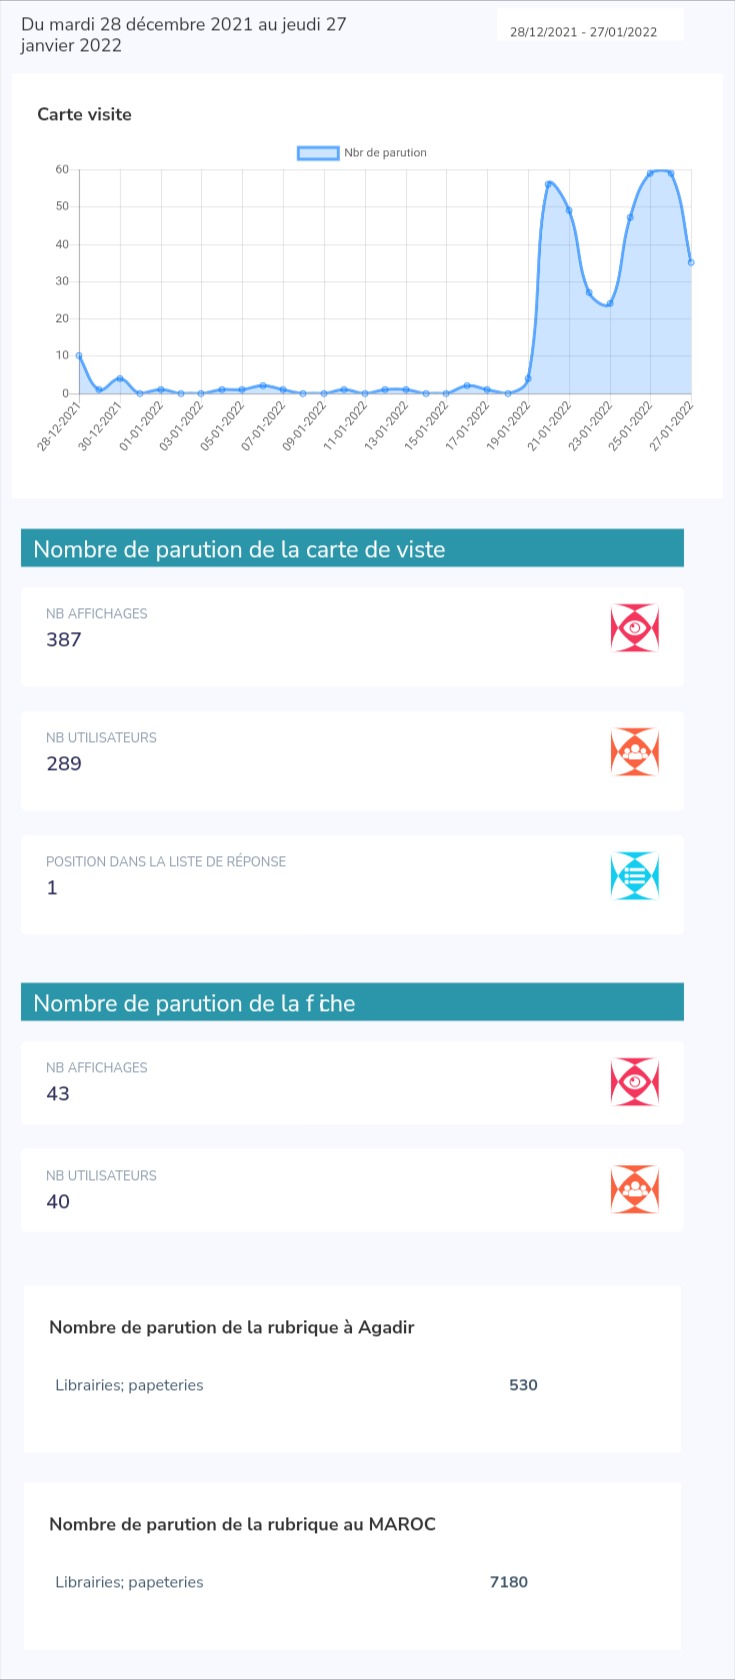 Du mardi 28 décembre 2021 au jeudi 27
janvier 2022
28/12/2021 - 27/01/2022
Carte visite
Nbr de parution
60
50
40
30
20
10
0
28-12-2021
30-12-2021
01-01-2022
03-01-2022
05-01-2022
07-01-2022
09-01-2022
11-01-2022
13-01-2022
15-01-2022
17-01-2022
19-01-2022
21-01-2022
23-01-2022
25-01-2022
27-01-2022
Nombre de parution de la carte de viste
NB AFFICHAGES
387
NB UTILISATEURS
289
POSITION DANS LA LISTE DE RÉPONSE
1
Nombre de parution de la fiche
NB AFFICHAGES
43
NB UTILISATEURS
40
Nombre de parution de la rubrique à Agadir
Librairies; papeteries 530
Nombre de parution de la rubrique au MAROC
Librairies; papeteries 7180